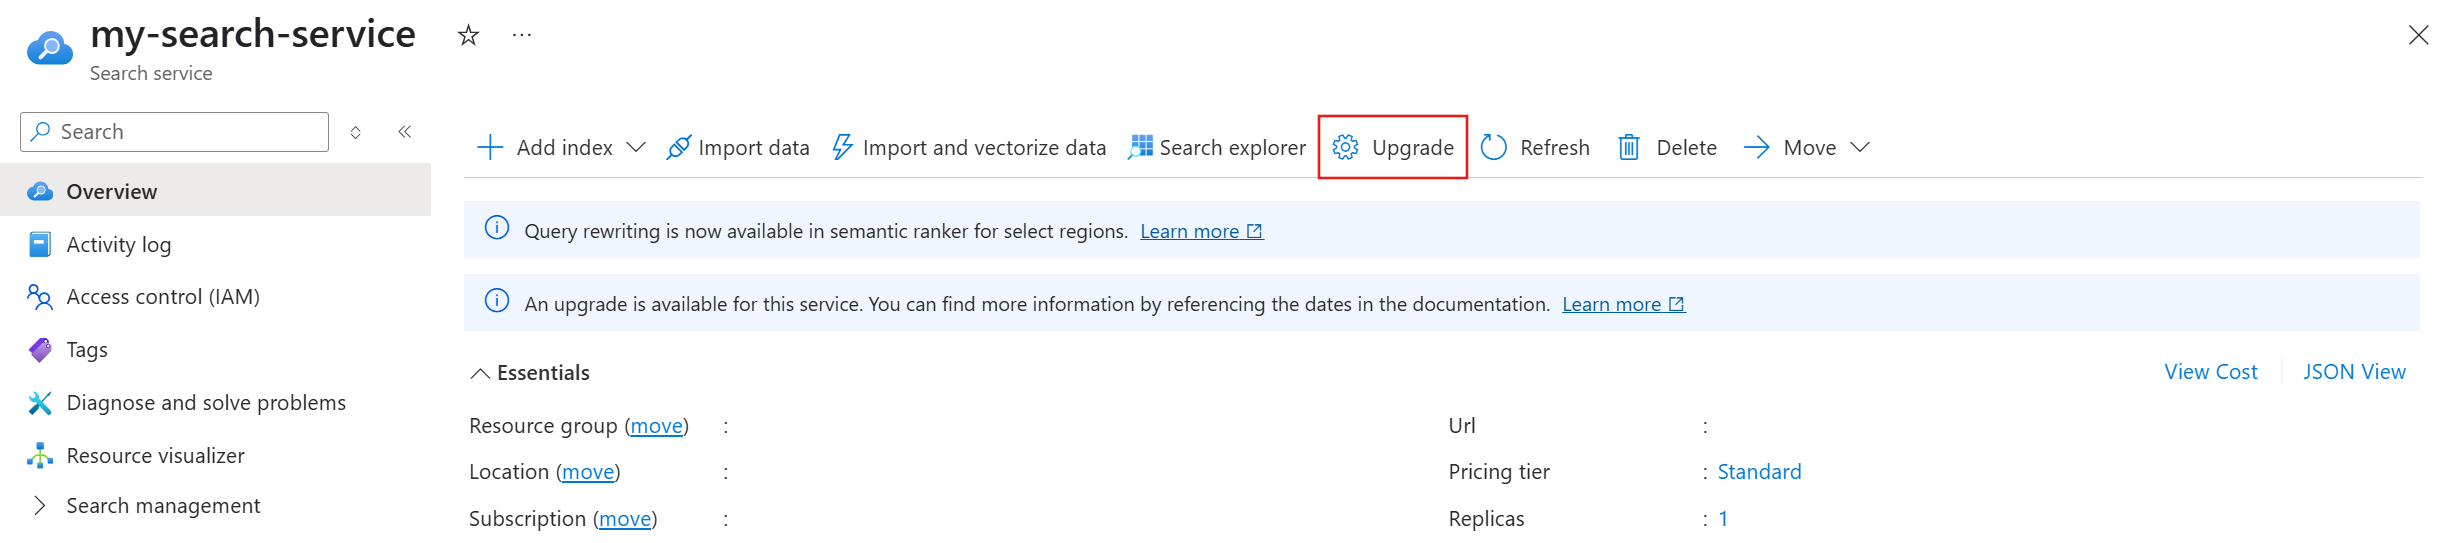 my-search-service
Search service
Search
Overview
Activity log
Access control (IAM)
Tags
Diagnose and solve problems
Resource visualizer
Search management
Add index Import data Import and vectorize data Search explorer Upgrade Refresh Delete Move
Query rewriting is now available in semantic ranker for select regions. Learn more
An upgrade is available for this service. You can find more information by referencing the dates in the documentation. Learn more
Essentials
View Cost JSON View
Resource group (move) :
Location (move) :
Subscription (move) :
Url :
Pricing tier : Standard
Replicas : 1